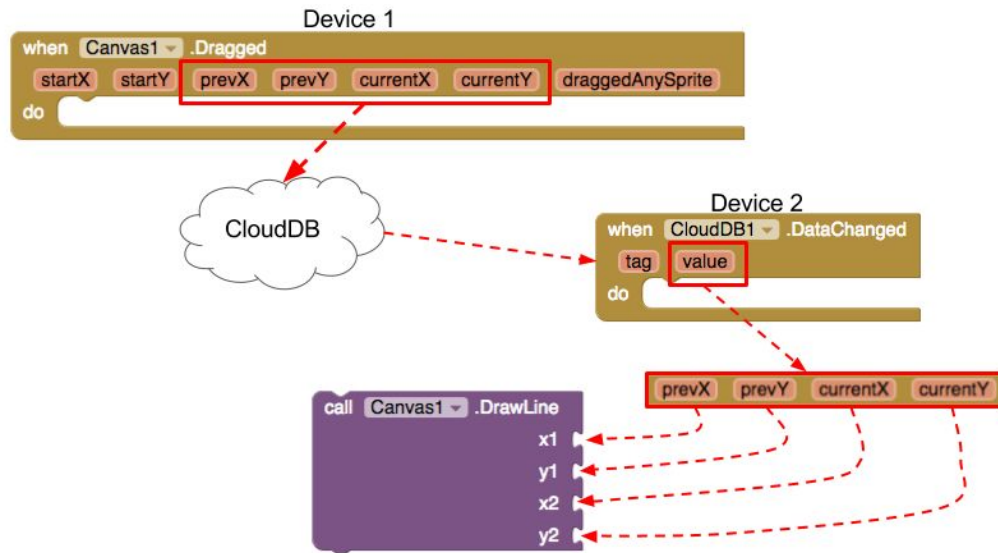 Device 1
when Canvas1 .Dragged
startX startY prevX prevY currentX currentY draggedAnySprite
do
CloudDB
Device 2
when CloudDB1 .DataChanged
tag value
do
prevX prevY currentX currentY
call Canvas1 .DrawLine
x1
y1
x2
y2